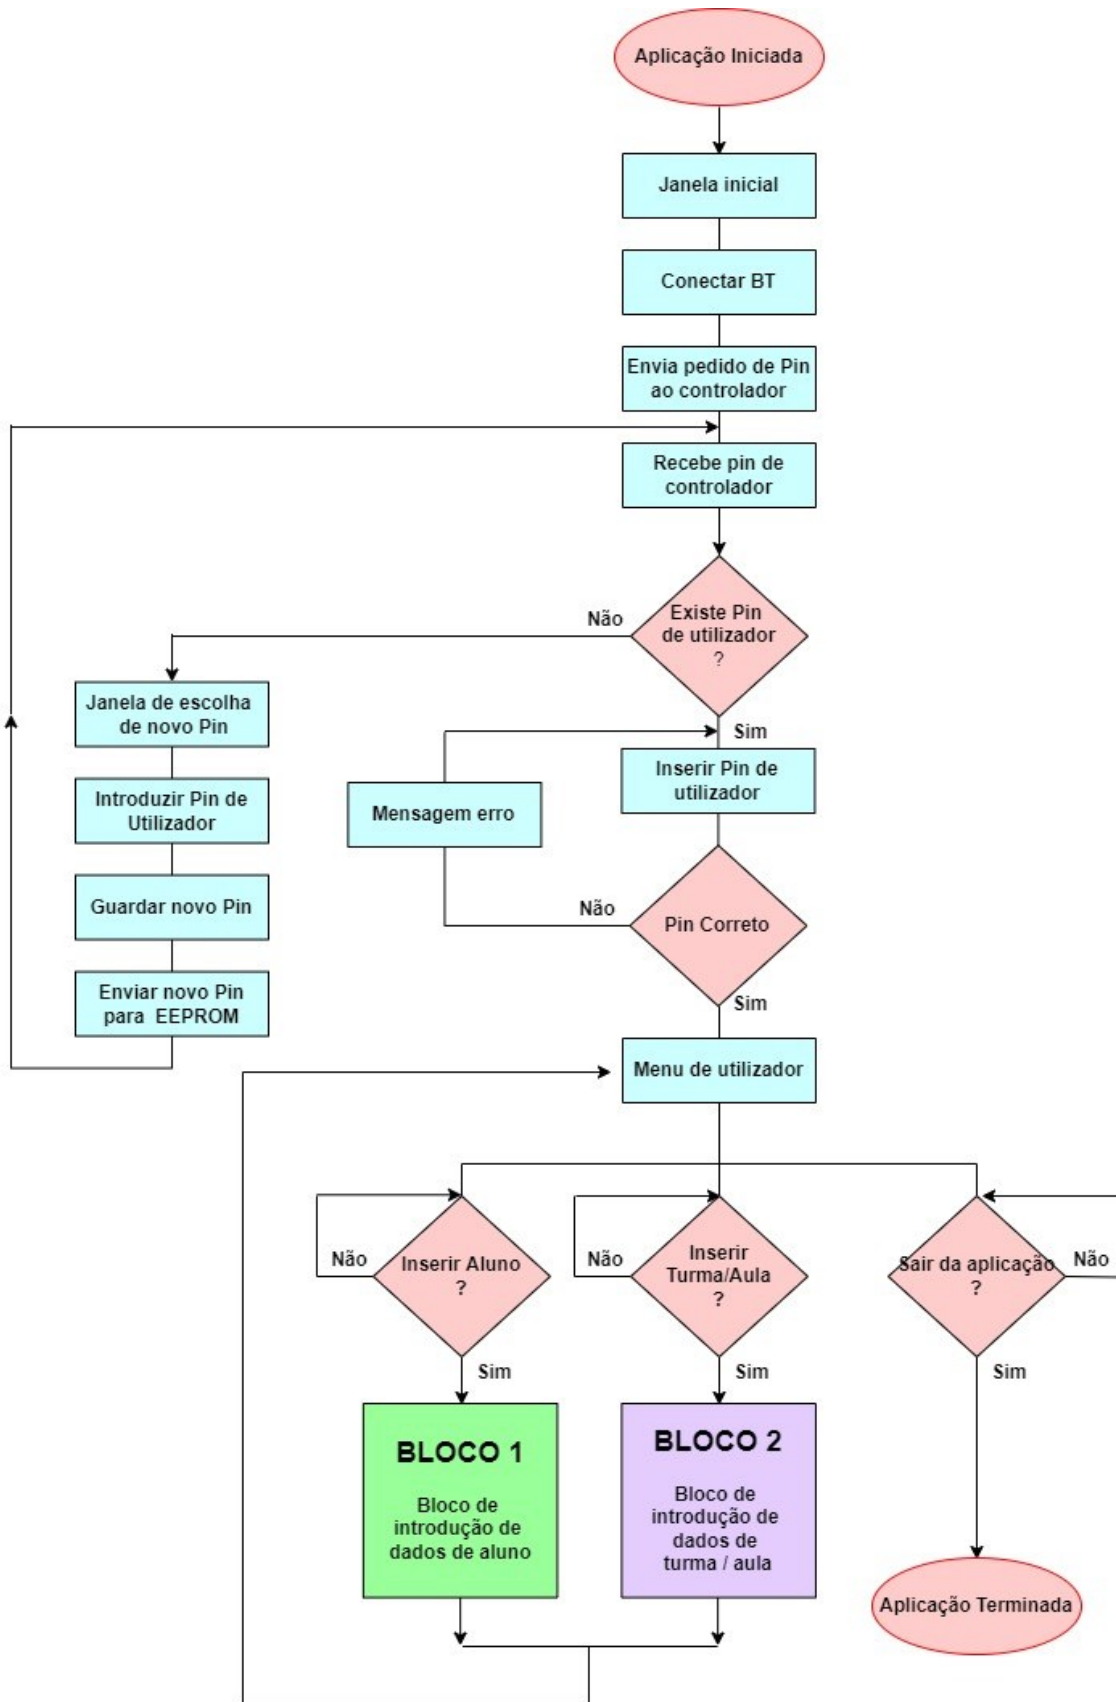 Aplicação Iniciada
Janela inicial
Conectar BT
Envia pedido de Pin
ao controlador
Recebe pin de
controlador
Existe Pin
de utilizador
?
Não
Sim
Janela de escolha
de novo Pin
Introduzir Pin de
Utilizador
Guardar novo Pin
Enviar novo Pin
para EEPROM
Inserir Pin de
utilizador
Mensagem erro
Não
Pin Correto
Sim
Menu de utilizador
Não
Inserir Aluno
?
Sim
Não
Inserir
Turma/Aula
?
Sim
Sair da aplicação
?
Não
Sim
BLOCO 1
Bloco de
introdução de
dados de aluno
BLOCO 2
Bloco de
introdução de
dados de
turma / aula
Aplicação Terminada